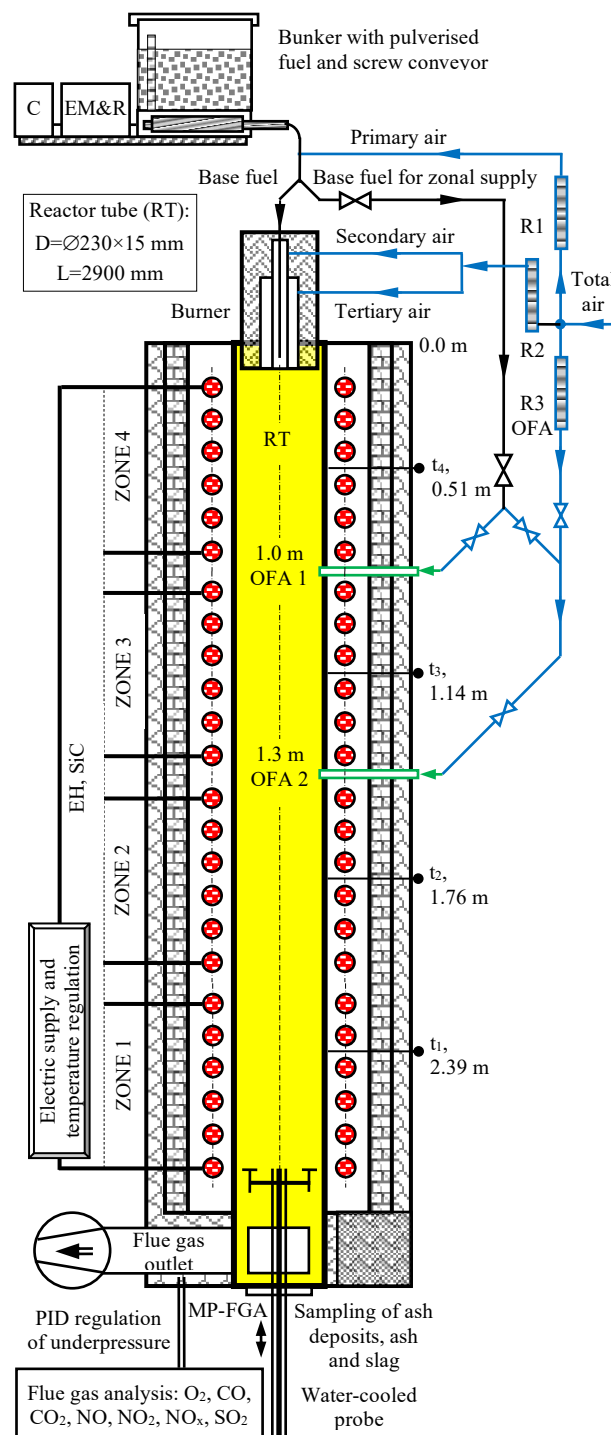 Bunker with pulverised
fuel and screw conveyor
C
EM&R
Primary air
Base fuel
Base fuel for zonal supply
Reactor tube (RT):
D=∅230×15 mm
L=2900 mm
R1
Secondary air
Total
air
Burner
Tertiary air
R2
0.0 m
R3
OFA
RT
ZONE 4
t4,
0.51 m
1.0 m
OFA 1
ZONE 3
t3,
1.14 m
EH, SiC
1.3 m
OFA 2
ZONE 2
t2,
1.76 m
Electric supply and
temperature regulation
ZONE 1
t1,
2.39 m
Flue gas
outlet
PID regulation
of underpressure
MP-FGA
Sampling of ash
deposits, ash
and slag
Flue gas analysis: O2, CO,
CO2, NO, NO2, NOx, SO2
Water-cooled
probe